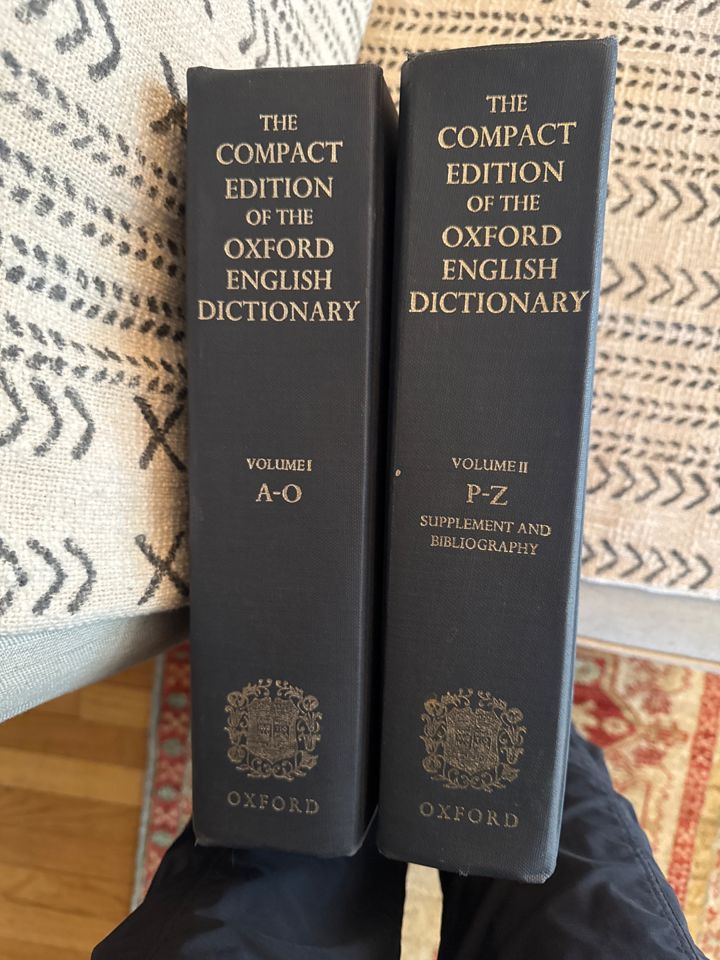 THE
COMPACT
EDITION
OF THE
OXFORD
ENGLISH
DICTIONARY
VOLUME I
A-O
OXFORD
THE
COMPACT
EDITION
OF THE
OXFORD
ENGLISH
DICTIONARY
VOLUME II
P-Z
SUPPLEMENT AND
BIBLIOGRAPHY
OXFORD